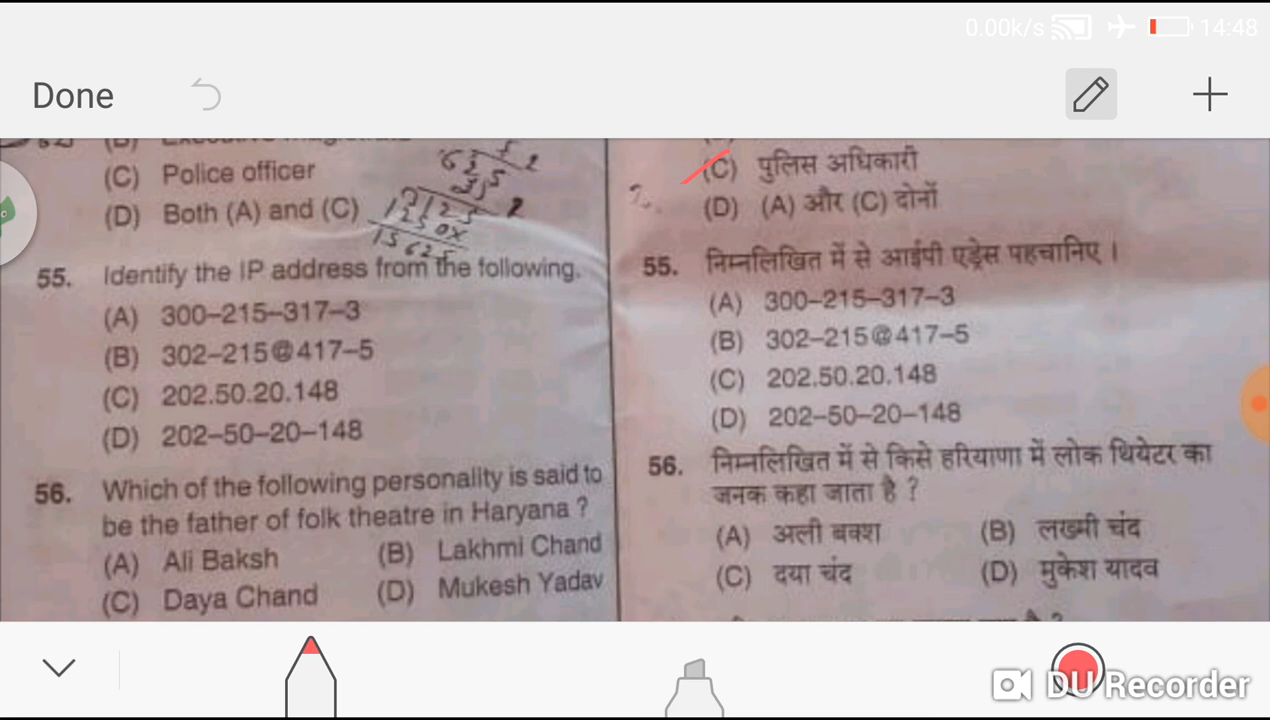 0.00k/s 14:48
Done
(C) Police officer
(D) Both (A) and (C)
55. Identify the IP address from the following.
(A) 300–215–317–3
(B) 302–215@417–5
(C) 202.50.20.148
(D) 202–50–20–148
56. Which of the following personality is said to
be the father of folk theatre in Haryana ?
(A) Ali Baksh (B) Lakhmi Chand
(C) Daya Chand (D) Mukesh Yadav
(C) पुलिस अधिकारी
(D) (A) और (C) दोनों
55. निम्नलिखित में से आईपी एड्रेस पहचानिए ।
(A) 300–215–317–3
(B) 302–215@417–5
(C) 202.50.20.148
(D) 202–50–20–148
56. निम्नलिखित में से किसे हरियाणा में लोक थियेटर का
जनक कहा जाता है ?
(A) अली बक्श (B) लख्मी चंद
(C) दया चंद (D) मुकेश यादव
DU Recorder